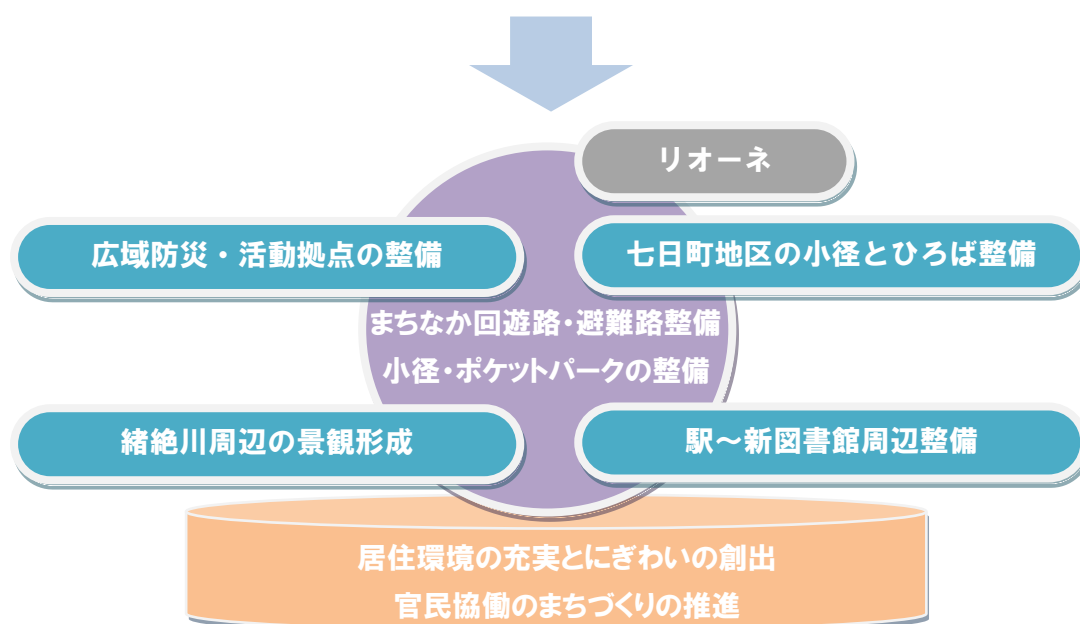 リオーネ
広域防災・活動拠点の整備
七日町地区の小径とひろば整備
まちなか回遊路・避難路整備
小径・ポケットパークの整備
緒絶川周辺の景観形成
駅～新図書館周辺整備
居住環境の充実とにぎわいの創出
官民協働のまちづくりの推進